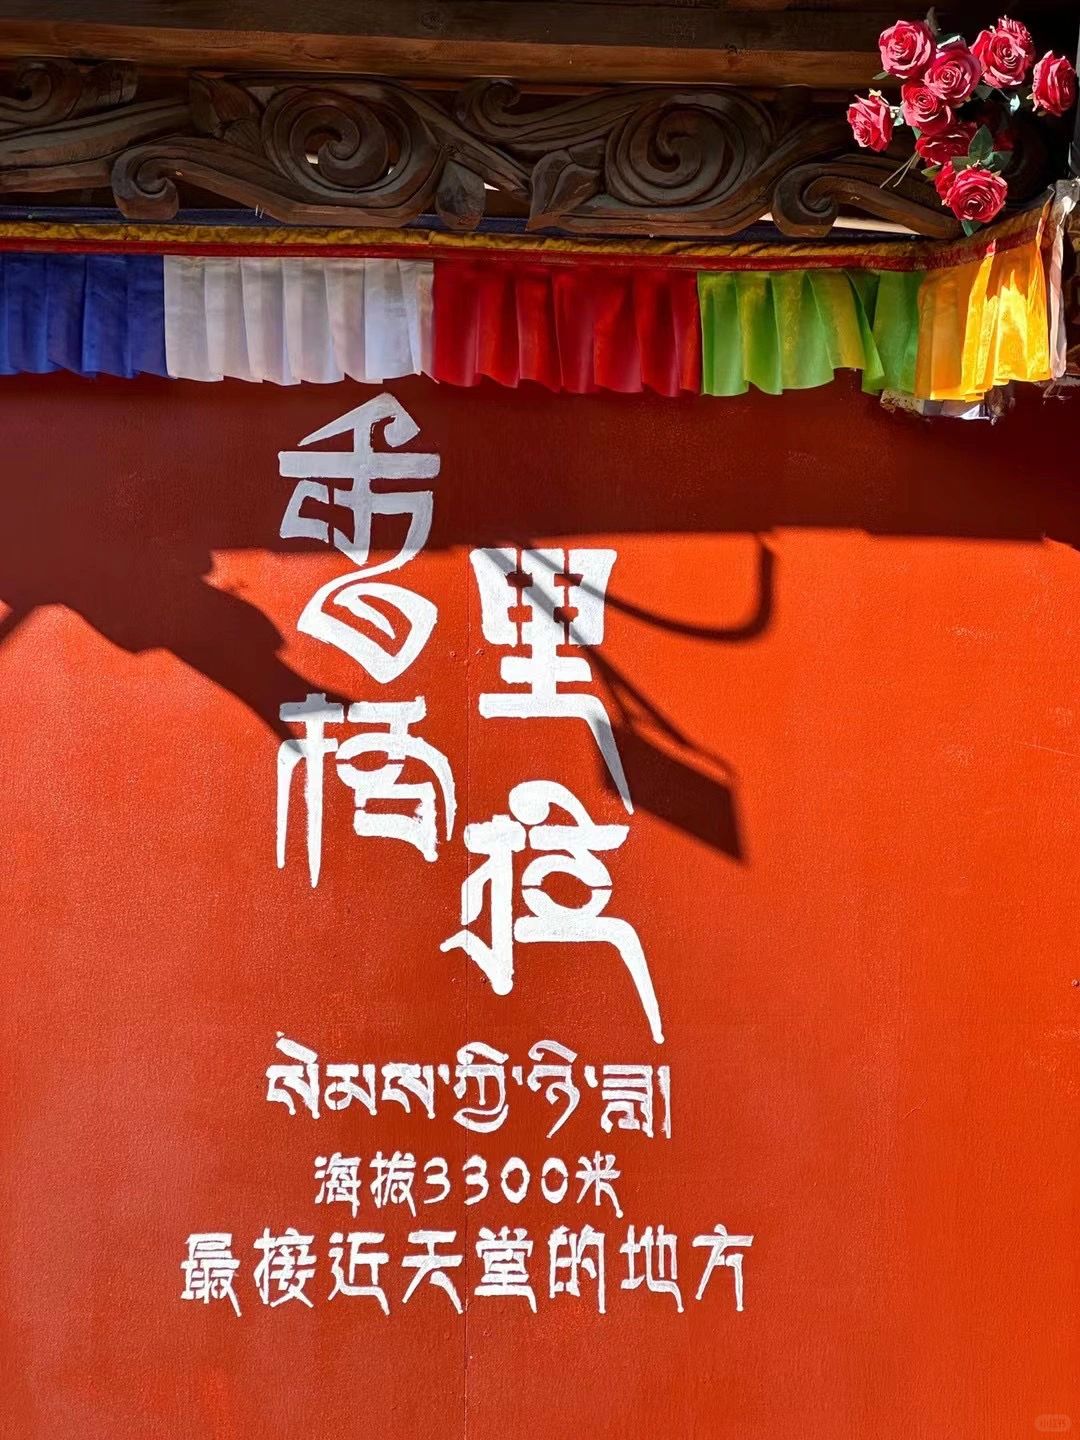 香格
里拉
སེམས་ཀྱི་ཉི་ཟླ།
海拔3300米
最接近天堂的地方